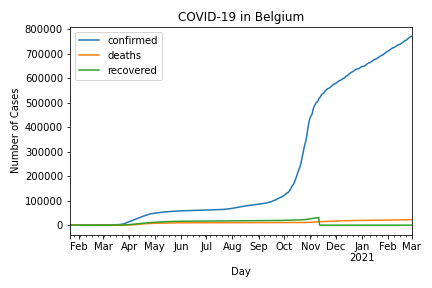 COVID-19 in Belgium
800000
700000
600000
500000
400000
300000
200000
100000
0
Number of Cases
confirmed
deaths
recovered
Feb Mar Apr May Jun Jul Aug Sep Oct Nov Dec Jan Feb Mar
2021
Day